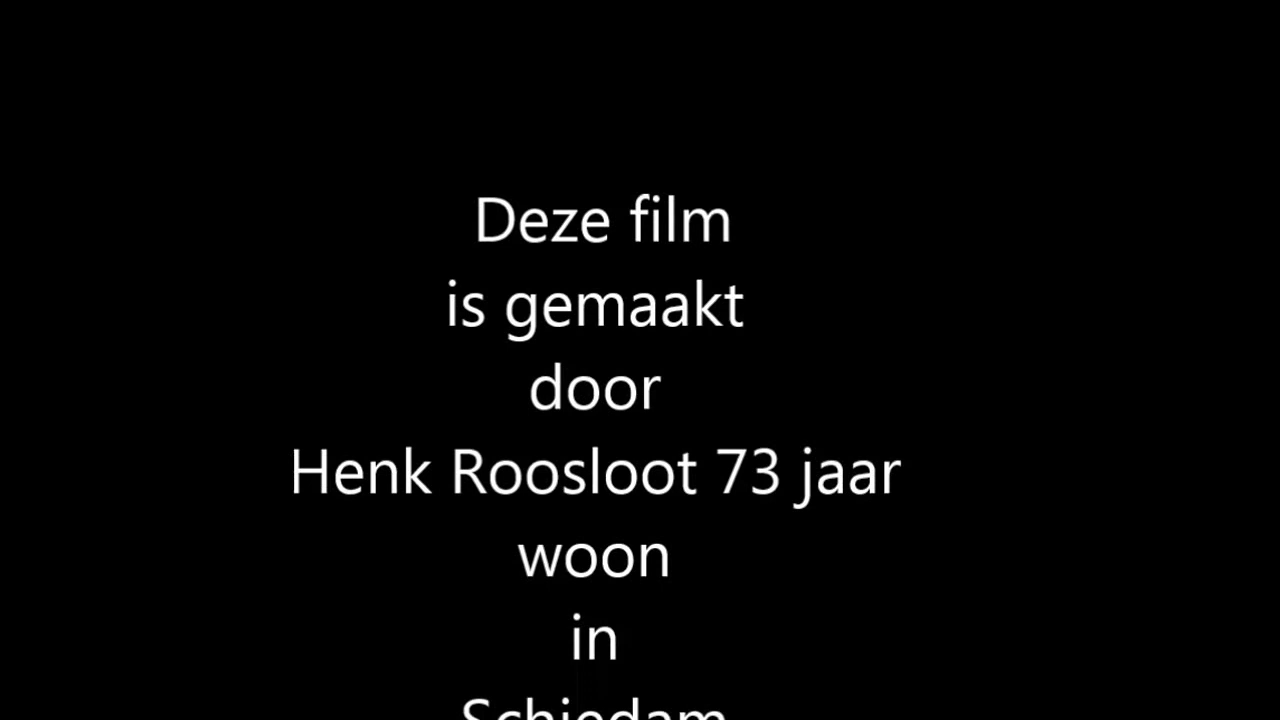 Deze film
is gemaakt
door
Henk Roosloot 73 jaar
woon
in
Schiedam